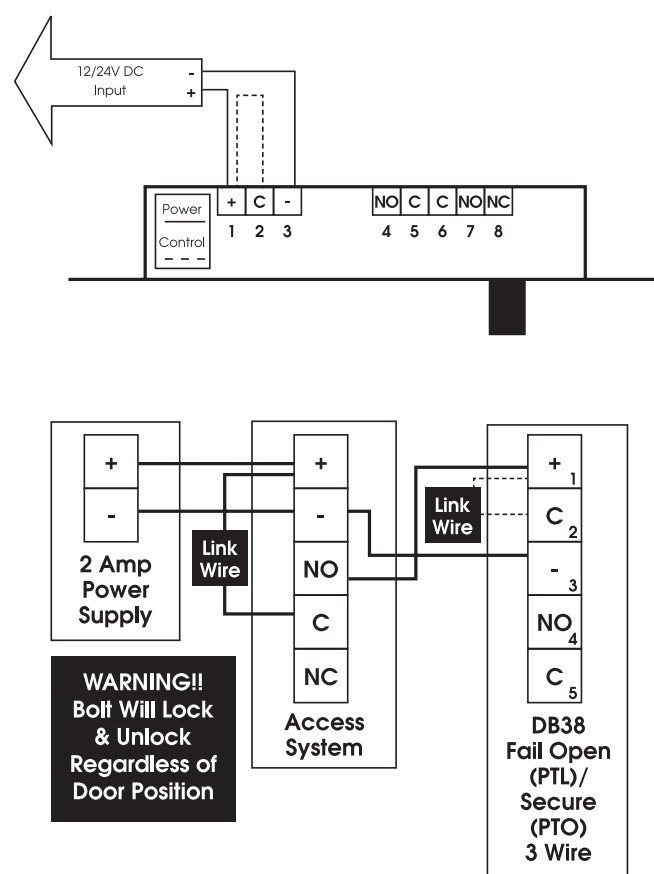 12/24V DC
Input
-
+
Power
Control
+ C -
1 2 3
NO C C NO NC
4 5 6 7 8
+
-
2 Amp
Power
Supply
Link
Wire
+
-
NO
C
NC
Access
System
Link
Wire
+ 1
C 2
- 3
NO 4
C 5
DB38
Fail Open
(PTL)/
Secure
(PTO)
3 Wire
WARNING!!
Bolt Will Lock
& Unlock
Regardless of
Door Position